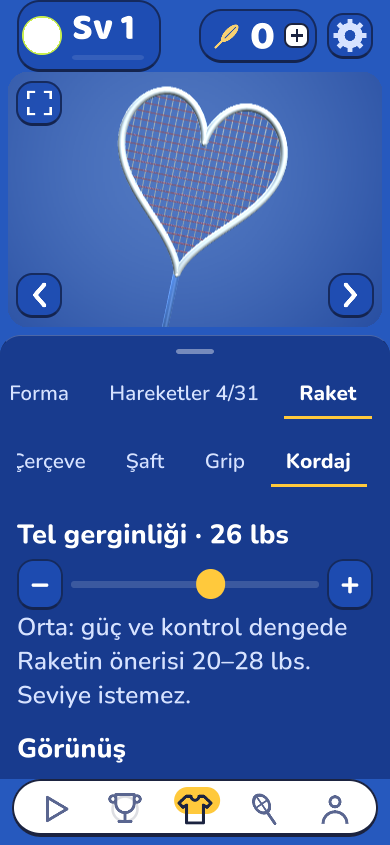 Sv 1
0
Forma Hareketler 4/31 Raket
Çerçeve Şaft Grip Kordaj
Tel gerginliği · 26 lbs
Orta: güç ve kontrol dengede
Raketin önerisi 20–28 lbs.
Seviye istemez.
Görünüş